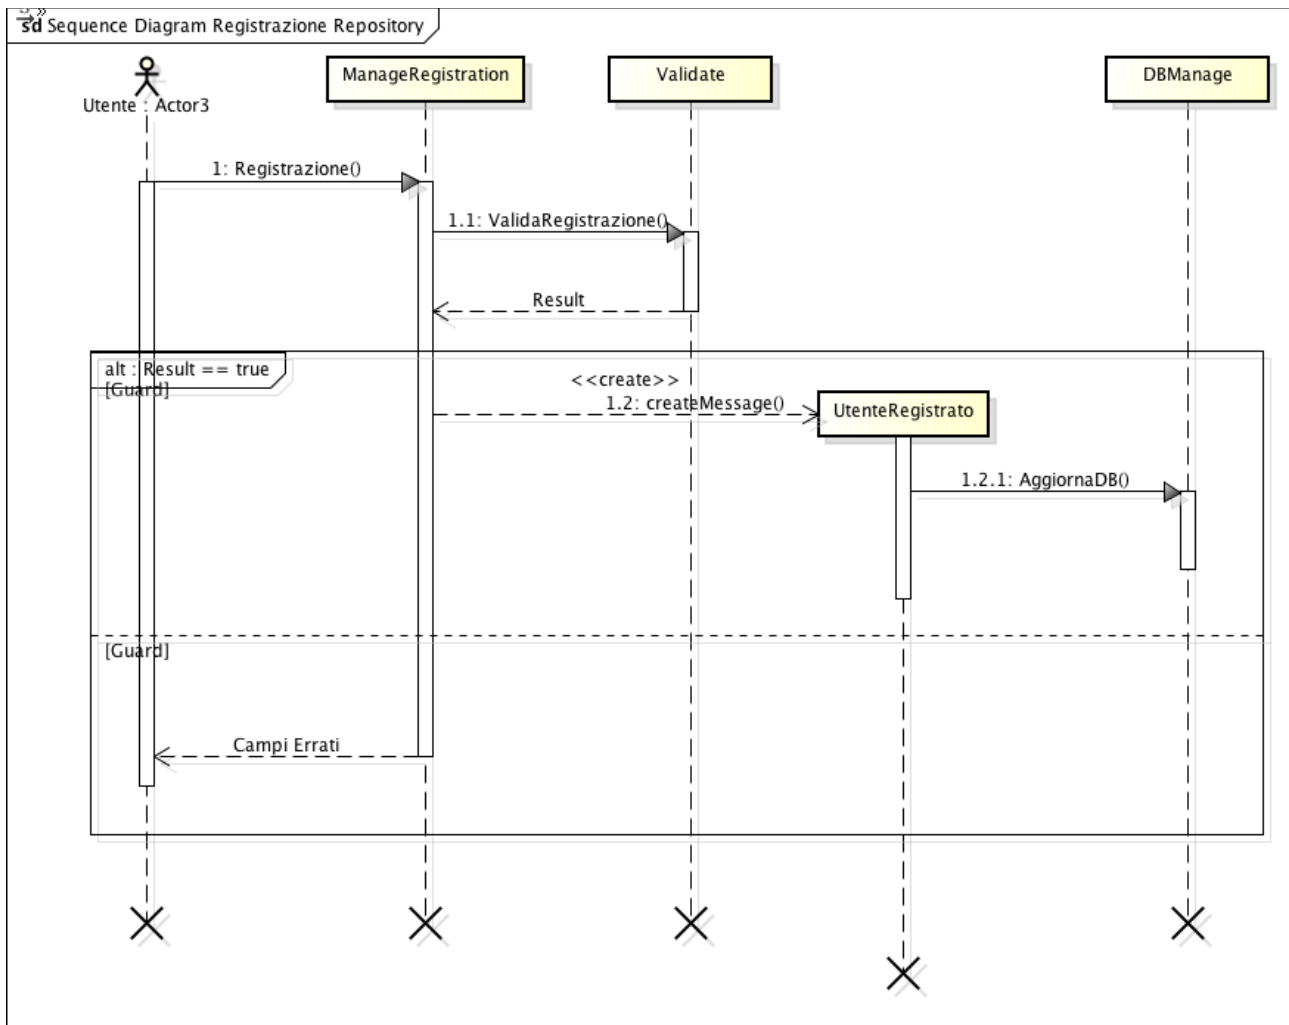 sd Sequence Diagram Registrazione Repository
ManageRegistration
Validate
DBManage
Utente : Actor3
1: Registrazione()
1.1: ValidaRegistrazione()
Result
alt : Result == true
[Guard]
<<create>>
1.2: createMessage()
UtenteRegistrato
1.2.1: AggiornaDB()
[Guard]
Campi Errati